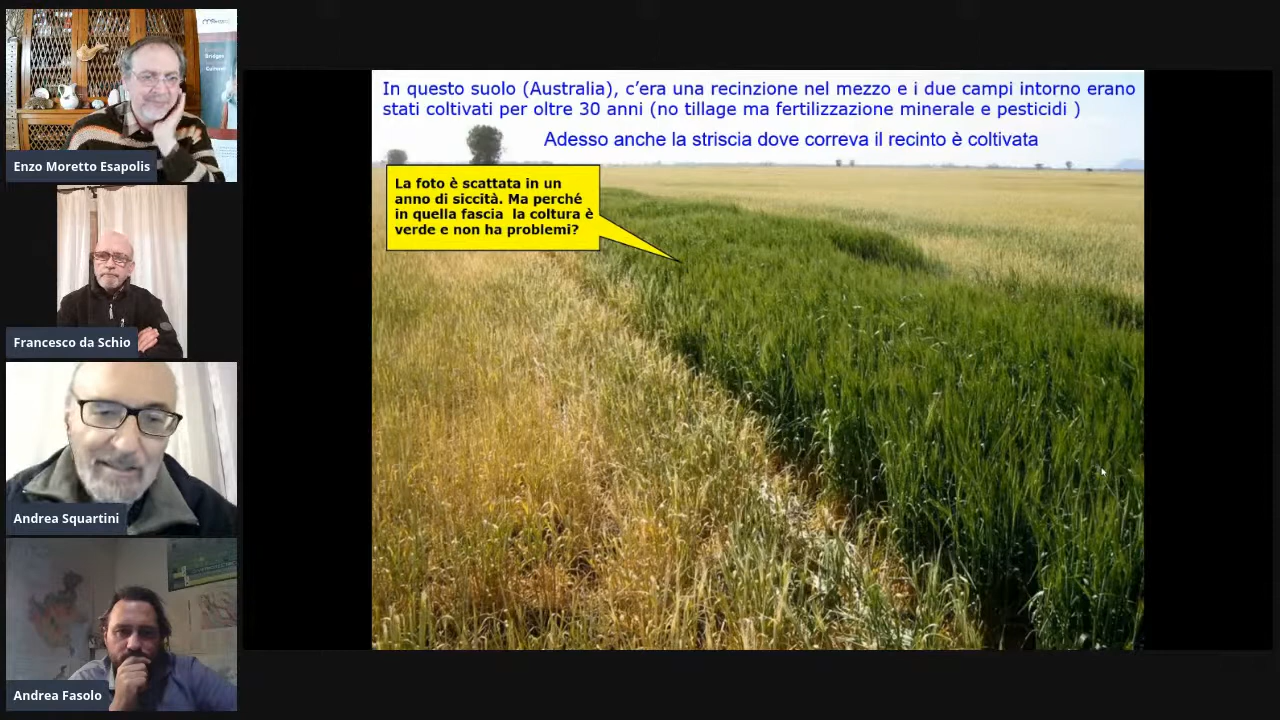 In questo suolo (Australia), c’era una recinzione nel mezzo e i due campi intorno erano
stati coltivati per oltre 30 anni (no tillage ma fertilizzazione minerale e pesticidi )
Adesso anche la striscia dove correva il recinto è coltivata
La foto è scattata in un
anno di siccità. Ma perché
in quella fascia  la coltura è
verde e non ha problemi?
Enzo Moretto Esapolis
Francesco da Schio
Andrea Squartini
Andrea Fasolo